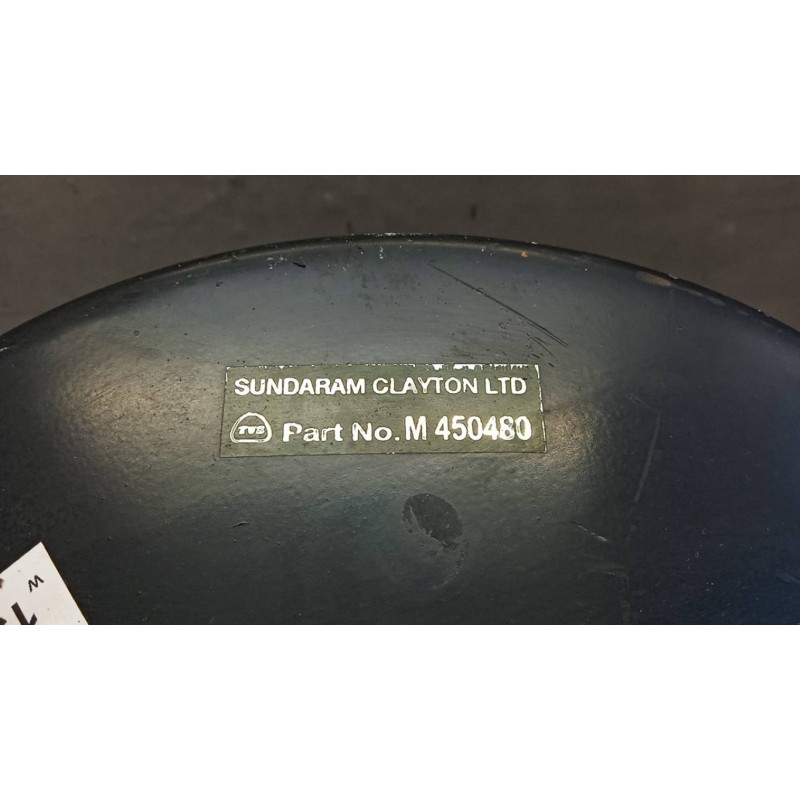 SUNDARAM CLAYTON LTD
TVS Part No. M 450480